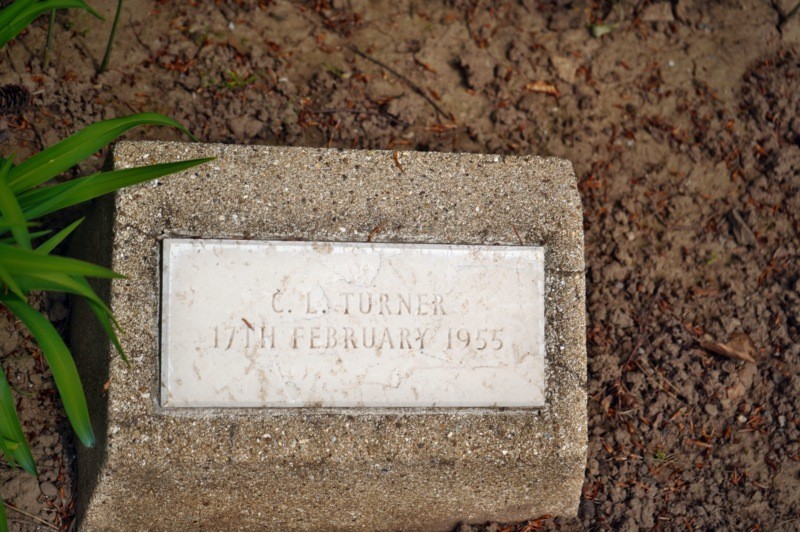 C. L. TURNER
17TH FEBRUARY 1955